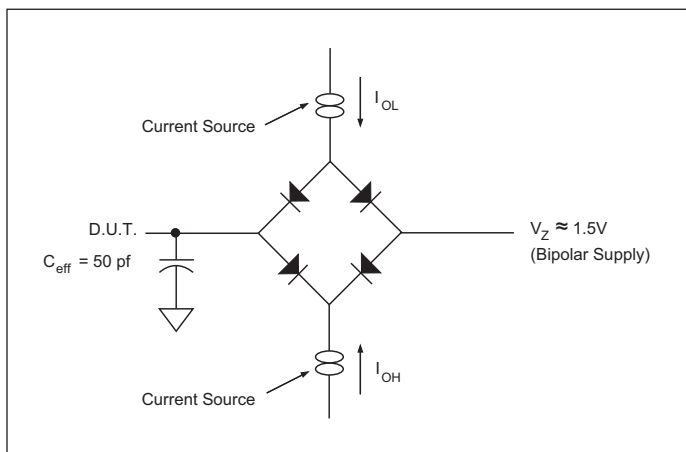 I OL
Current Source
D.U.T.
V Z ≈ 1.5V
(Bipolar Supply)
C eff = 50 pf
I OH
Current Source